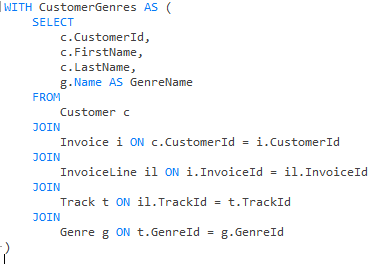 WITH CustomerGenres AS (
    SELECT
        c.CustomerId,
        c.FirstName,
        c.LastName,
        g.Name AS GenreName
    FROM
        Customer c
    JOIN
        Invoice i ON c.CustomerId = i.CustomerId
    JOIN
        InvoiceLine il ON i.InvoiceId = il.InvoiceId
    JOIN
        Track t ON il.TrackId = t.TrackId
    JOIN
        Genre g ON t.GenreId = g.GenreId
)